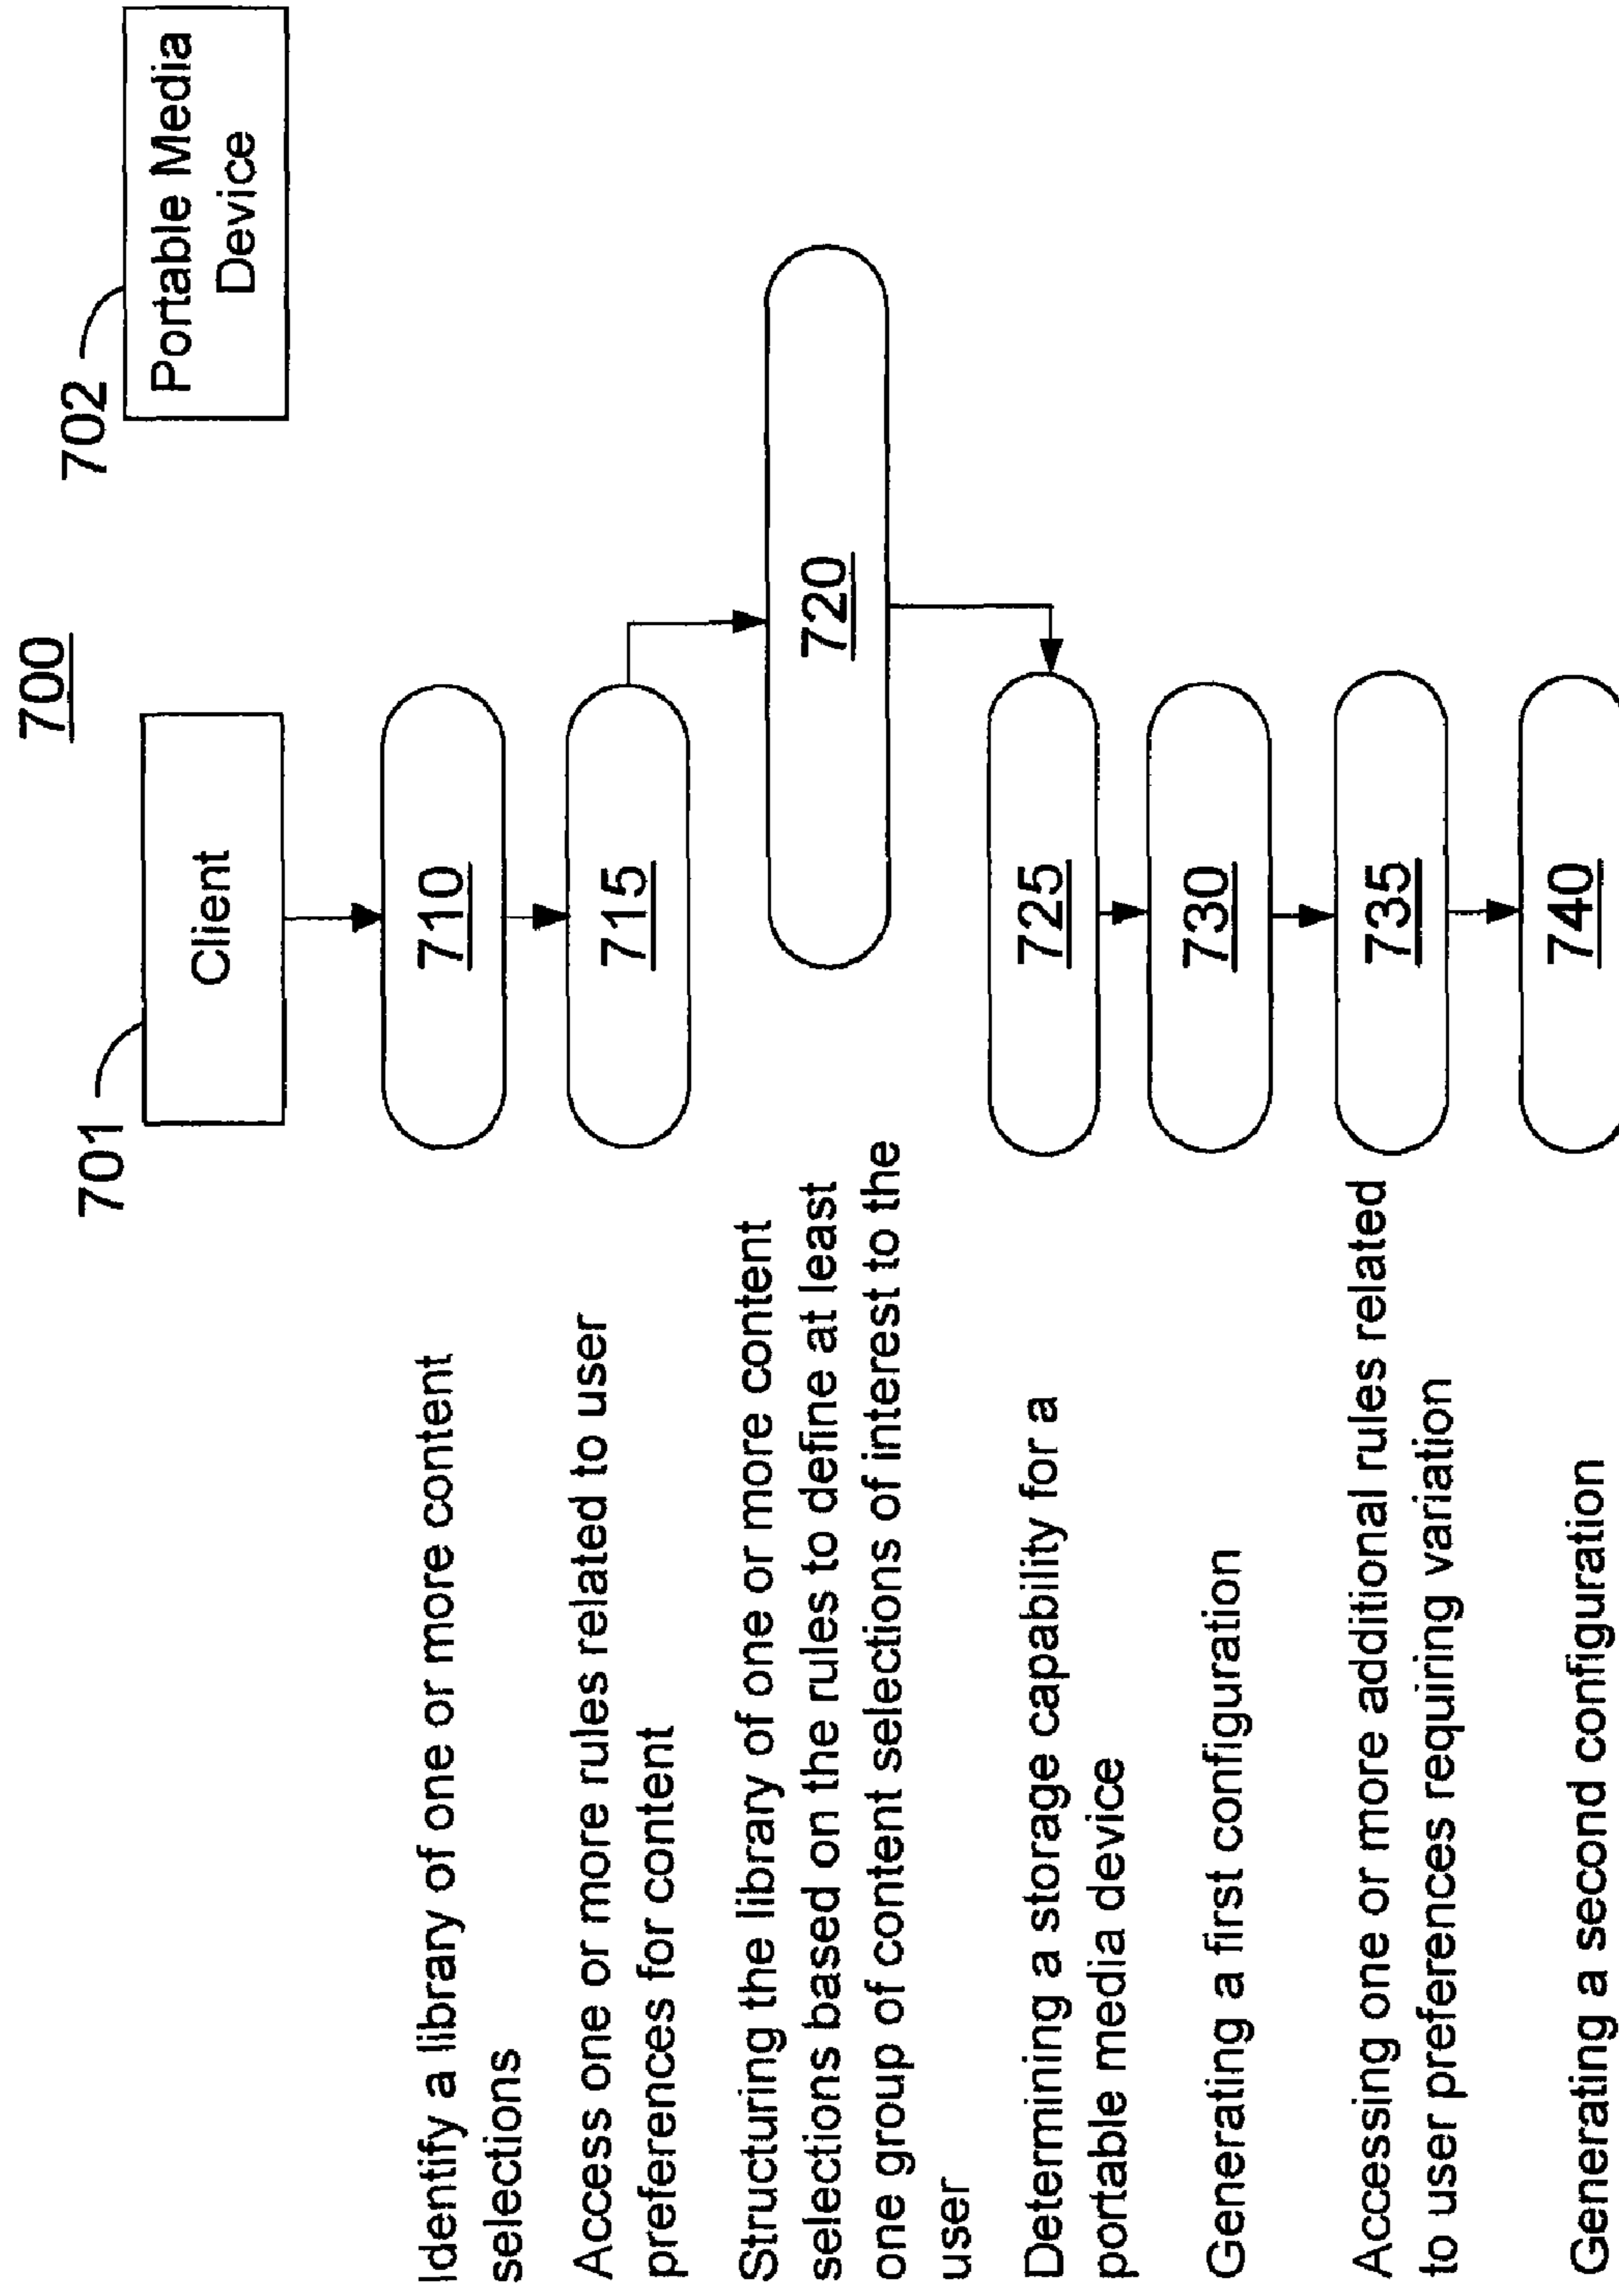 700
701
702
Client
Portable Media
Device
Identify a library of one or more content
selections
710
Access one or more rules related to user
preferences for content
715
Structuring the library of one or more content
selections based on the rules to define at least
one group of content selections of interest to the
user
720
Determining a storage capability for a
portable media device
725
Generating a first configuration
730
Accessing one or more additional rules related
to user preferences requiring variation
735
Generating a second configuration
740